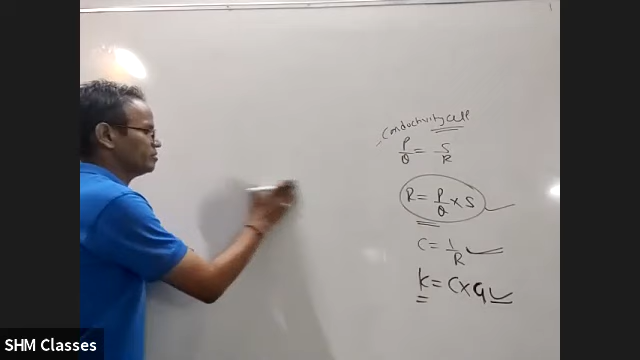 Conductivity cell
P/Q = S/R
R = P/Q × S
C = 1/R
K = C × G
SHM Classes